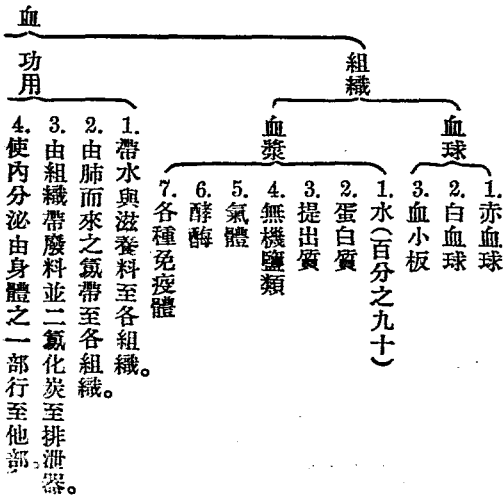 血
組織
血球
1. 赤血球
2. 白血球
3. 血小板
血漿
1. 水(百分之九十)
2. 蛋白質
3. 提出質
4. 無機鹽類
5. 氣體
6. 酵酶
7. 各種免疫體
功用
1. 帶水與滋養料至各組織。
2. 由肺而來之氱帶至各組織。
3. 由組織帶廢料並二氱化炭至排泄器。
4. 使內分泌由身體之一部行至他部。